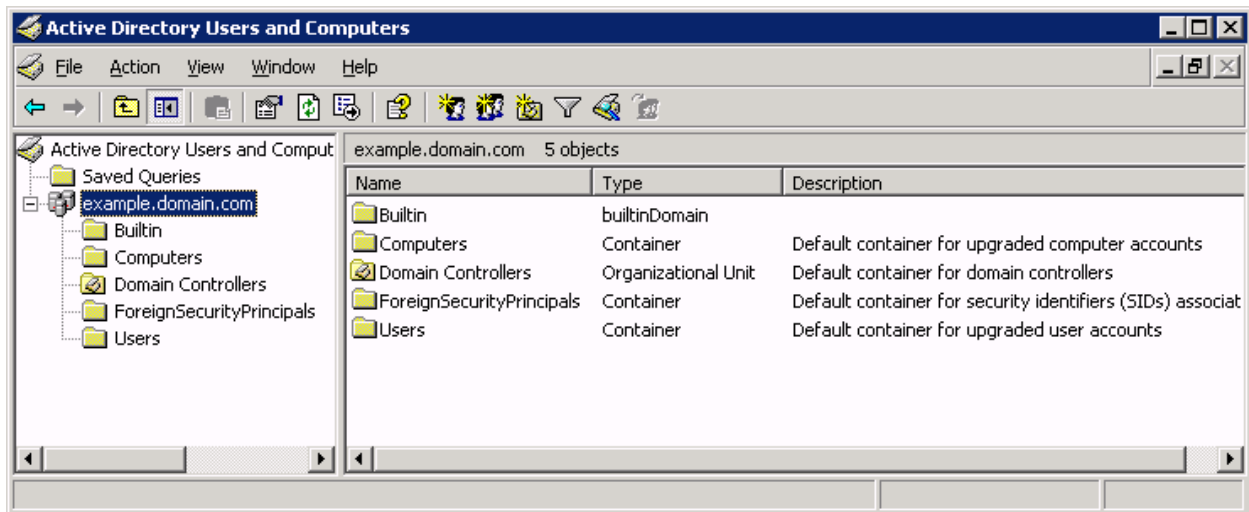 Active Directory Users and Computers
File Action View Window Help
Active Directory Users and Comput
Saved Queries
example.domain.com
Builtin
Computers
Domain Controllers
ForeignSecurityPrincipals
Users
example.domain.com 5 objects
Name Type Description
Builtin builtinDomain
Computers Container Default container for upgraded computer accounts
Domain Controllers Organizational Unit Default container for domain controllers
ForeignSecurityPrincipals Container Default container for security identifiers (SIDs) associat
Users Container Default container for upgraded user accounts